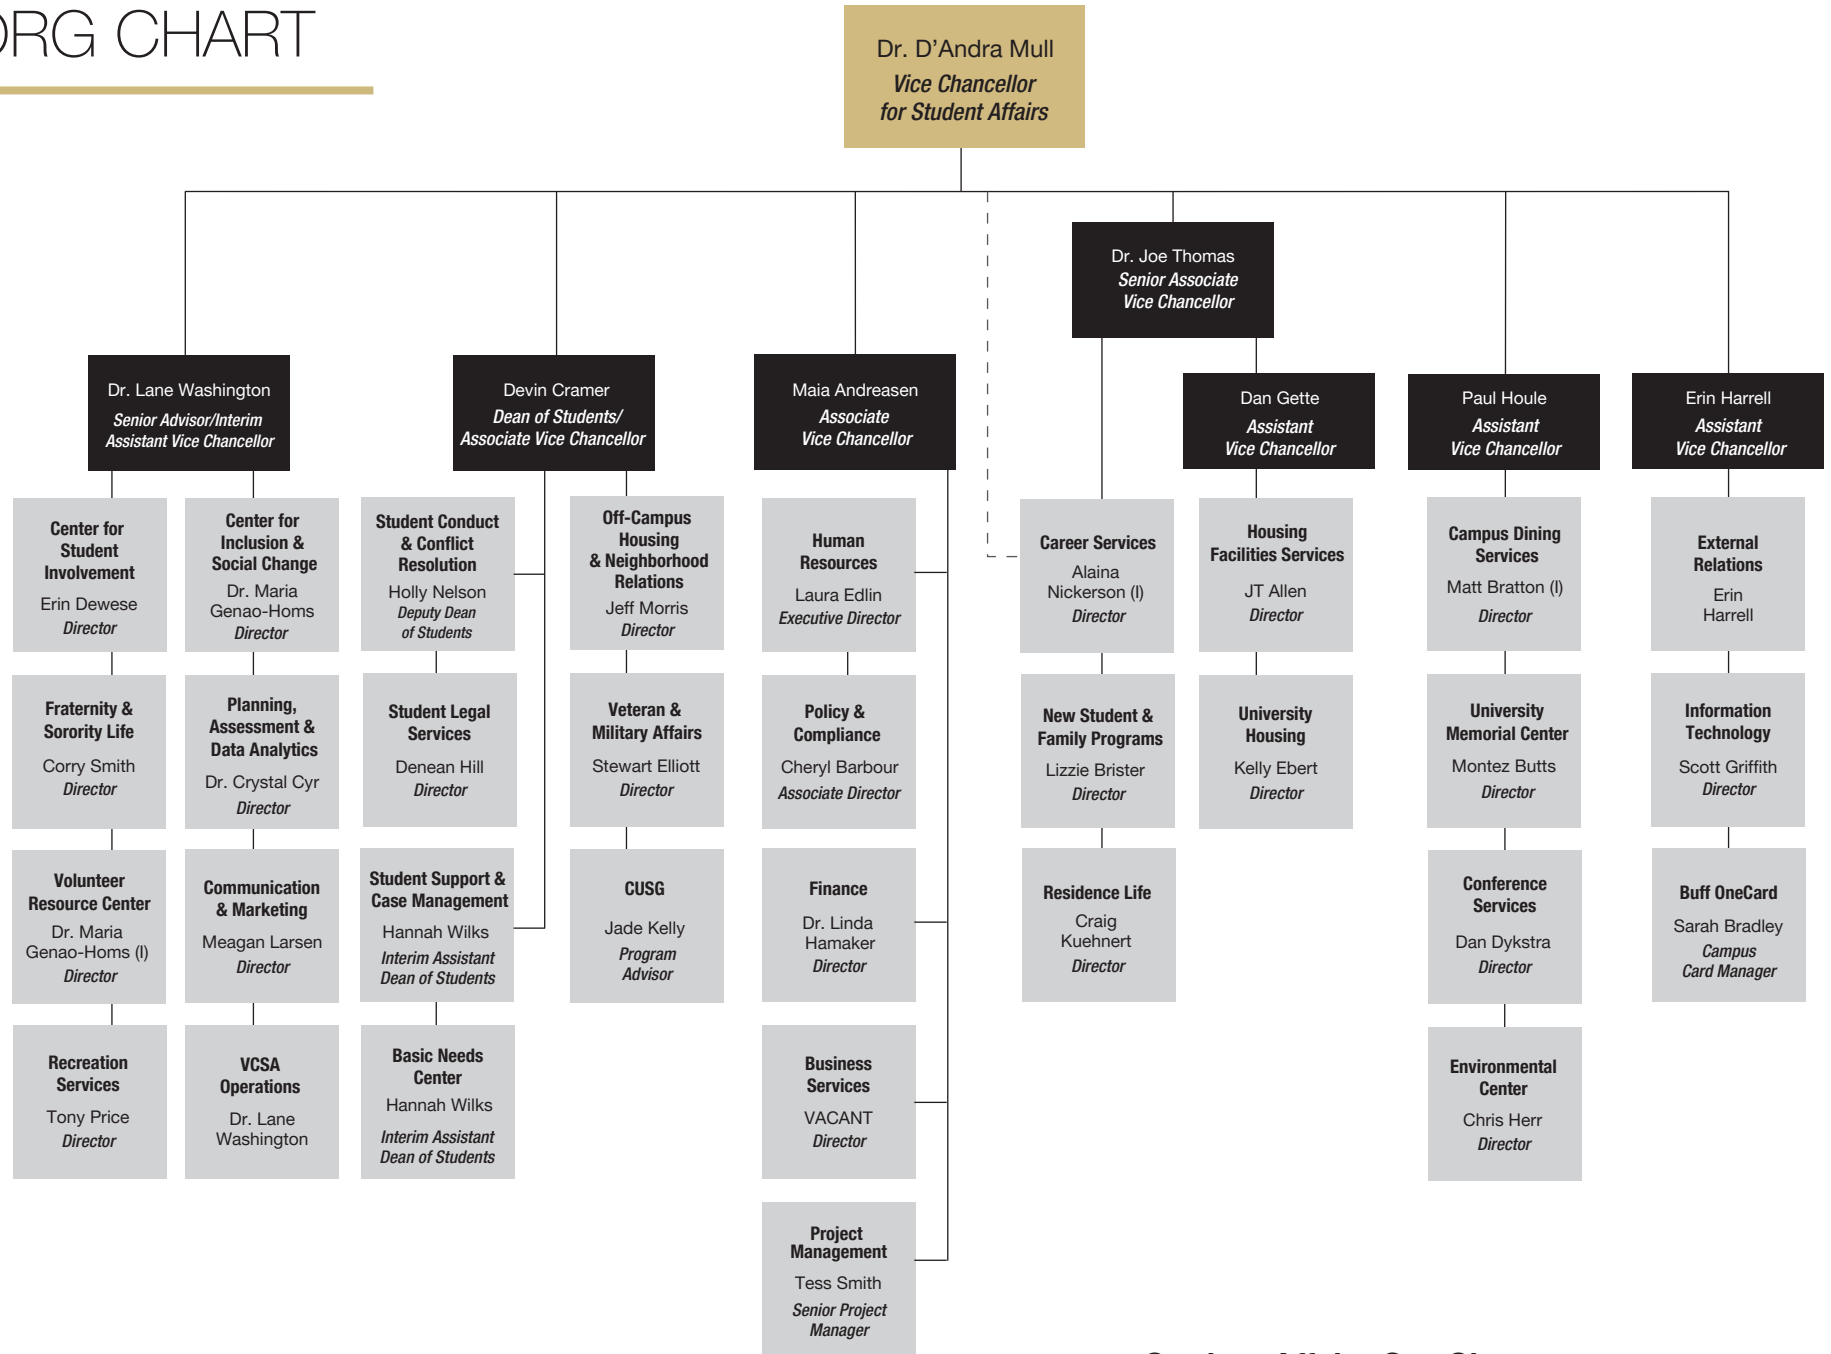 ORG CHART
Dr. D'Andra Mull
Vice Chancellor
for Student Affairs
Dr. Joe Thomas
Senior Associate
Vice Chancellor
Dr. Lane Washington
Senior Advisor/Interim
Assistant Vice Chancellor
Devin Cramer
Dean of Students/
Associate Vice Chancellor
Maia Andreasen
Associate
Vice Chancellor
Dan Gette
Assistant
Vice Chancellor
Paul Houle
Assistant
Vice Chancellor
Erin Harrell
Assistant
Vice Chancellor
Center for
Student
Involvement
Erin Dewese
Director
Center for
Inclusion &
Social Change
Dr. Maria
Genao-Homs
Director
Student Conduct
& Conflict
Resolution
Holly Nelson
Deputy Dean
of Students
Off-Campus
Housing
& Neighborhood
Relations
Jeff Morris
Director
Human
Resources
Laura Edlin
Executive Director
Career Services
Alaina
Nickerson (I)
Director
Housing
Facilities Services
JT Allen
Director
Campus Dining
Services
Matt Bratton (I)
Director
External
Relations
Erin
Harrell
Fraternity &
Sorority Life
Corry Smith
Director
Planning,
Assessment &
Data Analytics
Dr. Crystal Cyr
Director
Student Legal
Services
Denean Hill
Director
Veteran &
Military Affairs
Stewart Elliott
Director
Policy &
Compliance
Cheryl Barbour
Associate Director
New Student &
Family Programs
Lizzie Brister
Director
University
Housing
Kelly Ebert
Director
University
Memorial Center
Montez Butts
Director
Information
Technology
Scott Griffith
Director
Volunteer
Resource Center
Dr. Maria
Genao-Homs (I)
Director
Communication
& Marketing
Meagan Larsen
Director
Student Support &
Case Management
Hannah Wilks
Interim Assistant
Dean of Students
CUSG
Jade Kelly
Program
Advisor
Finance
Dr. Linda
Hamaker
Director
Residence Life
Craig
Kuehnert
Director
Conference
Services
Dan Dykstra
Director
Buff OneCard
Sarah Bradley
Campus
Card Manager
Recreation
Services
Tony Price
Director
VCSA
Operations
Dr. Lane
Washington
Basic Needs
Center
Hannah Wilks
Interim Assistant
Dean of Students
Business
Services
VACANT
Director
Environmental
Center
Chris Herr
Director
Project
Management
Tess Smith
Senior Project
Manager